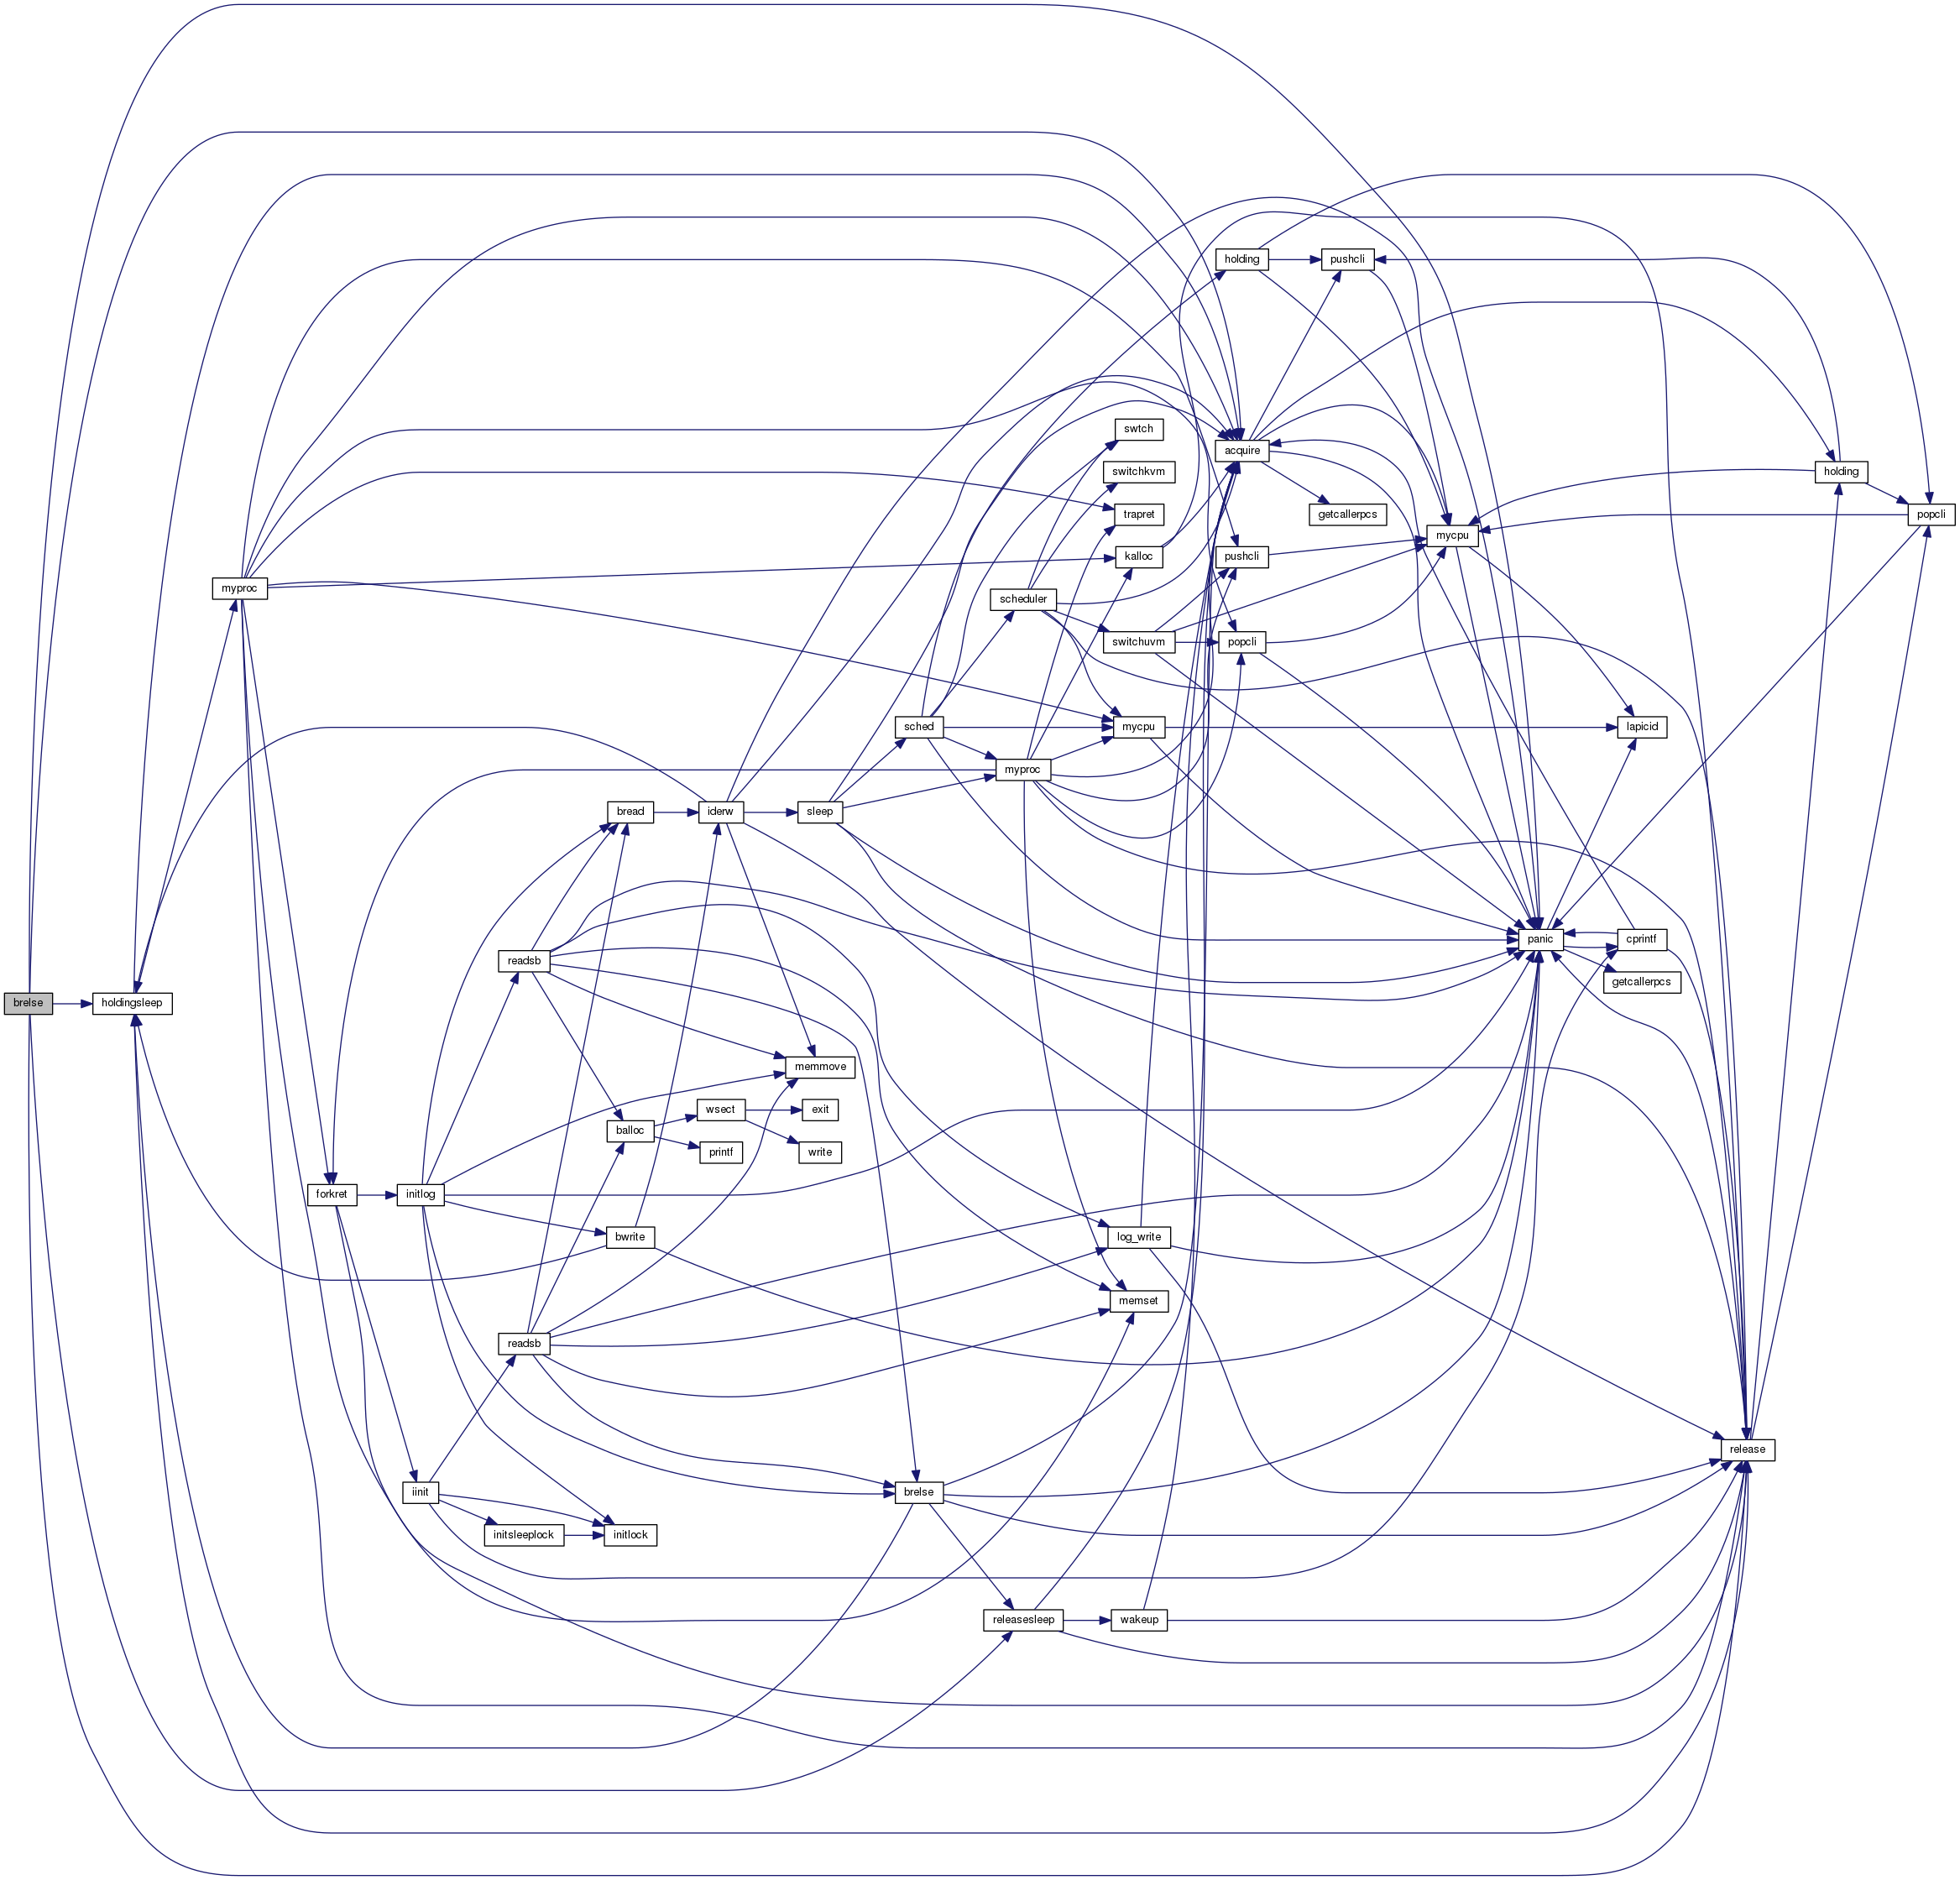 holding
pushcli
swtch
acquire
switchkvm
holding
trapret
getcallerpcs
popcli
mycpu
kalloc
pushcli
myproc
scheduler
switchuvm
popcli
sched
mycpu
lapicid
myproc
bread
iderw
sleep
panic
cprintf
readsb
getcallerpcs
brelse
holdingsleep
memmove
wsect
exit
balloc
printf
write
forkret
initlog
bwrite
log_write
memset
readsb
release
iinit
brelse
initsleeplock
initlock
releasesleep
wakeup